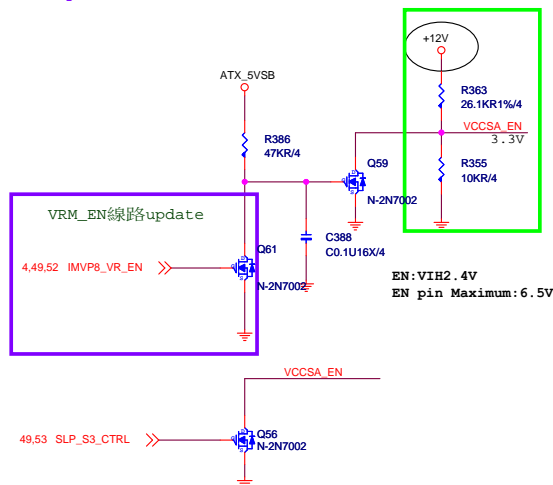 +12V
ATX_5VSB
R363
26.1KR1%/4
R386
47KR/4
VCCSA_EN
3.3V
Q59
R355
10KR/4
N-2N7002
VRM_EN線路update
C388
C0.1U16X/4
Q61
4,49,52 IMVP8_VR_EN
N-2N7002
EN:VIH2.4V
EN pin Maximum:6.5V
VCCSA_EN
49,53 SLP_S3_CTRL
Q56
N-2N7002